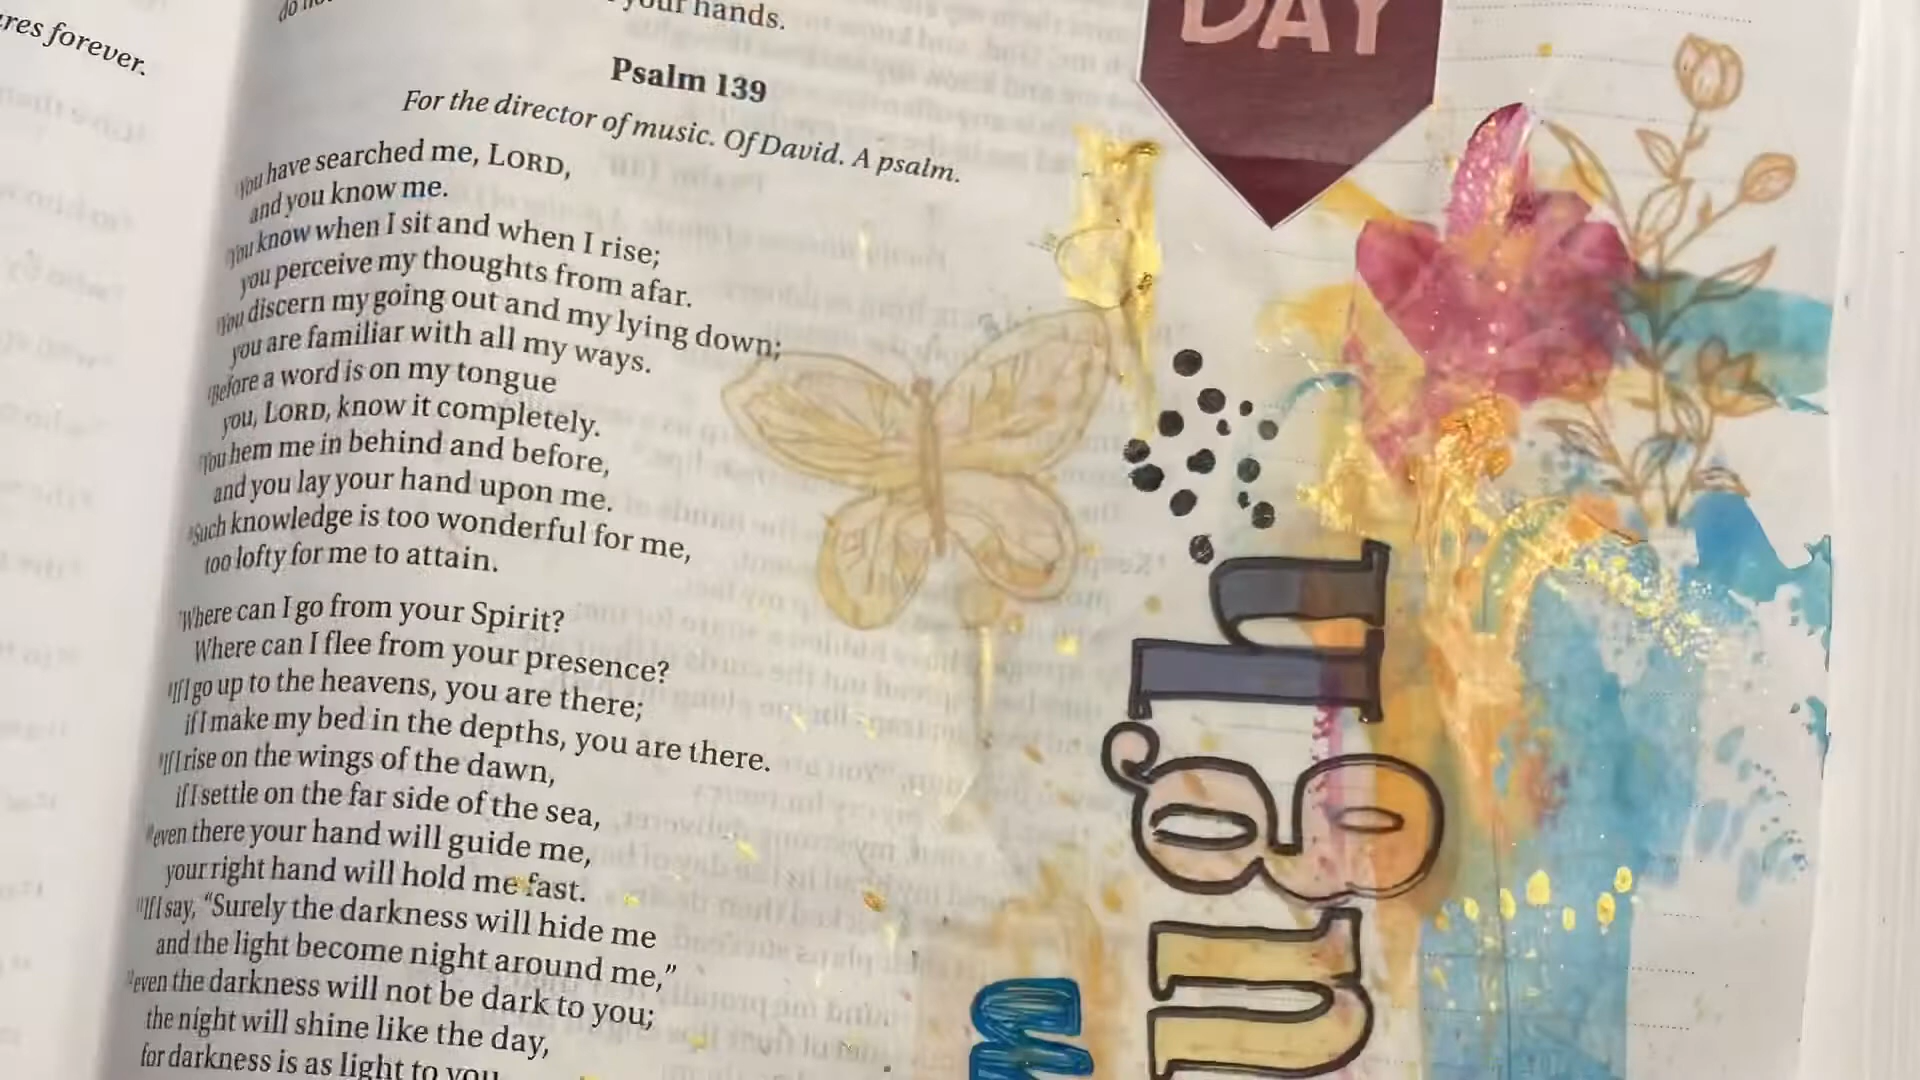 res forever.
your hands.
Psalm 139
For the director of music. Of David. A psalm.
You have searched me, LORD,
and you know me.
You know when I sit and when I rise;
you perceive my thoughts from afar.
You discern my going out and my lying down;
you are familiar with all my ways.
Before a word is on my tongue
you, LORD, know it completely.
You hem me in behind and before,
and you lay your hand upon me.
Such knowledge is too wonderful for me,
too lofty for me to attain.
Where can I go from your Spirit?
Where can I flee from your presence?
If I go up to the heavens, you are there;
if I make my bed in the depths, you are there.
If I rise on the wings of the dawn,
if I settle on the far side of the sea,
even there your hand will guide me,
your right hand will hold me fast.
If I say, “Surely the darkness will hide me
and the light become night around me,”
even the darkness will not be dark to you;
the night will shine like the day,
for darkness is as light to you.
DAY
ugh